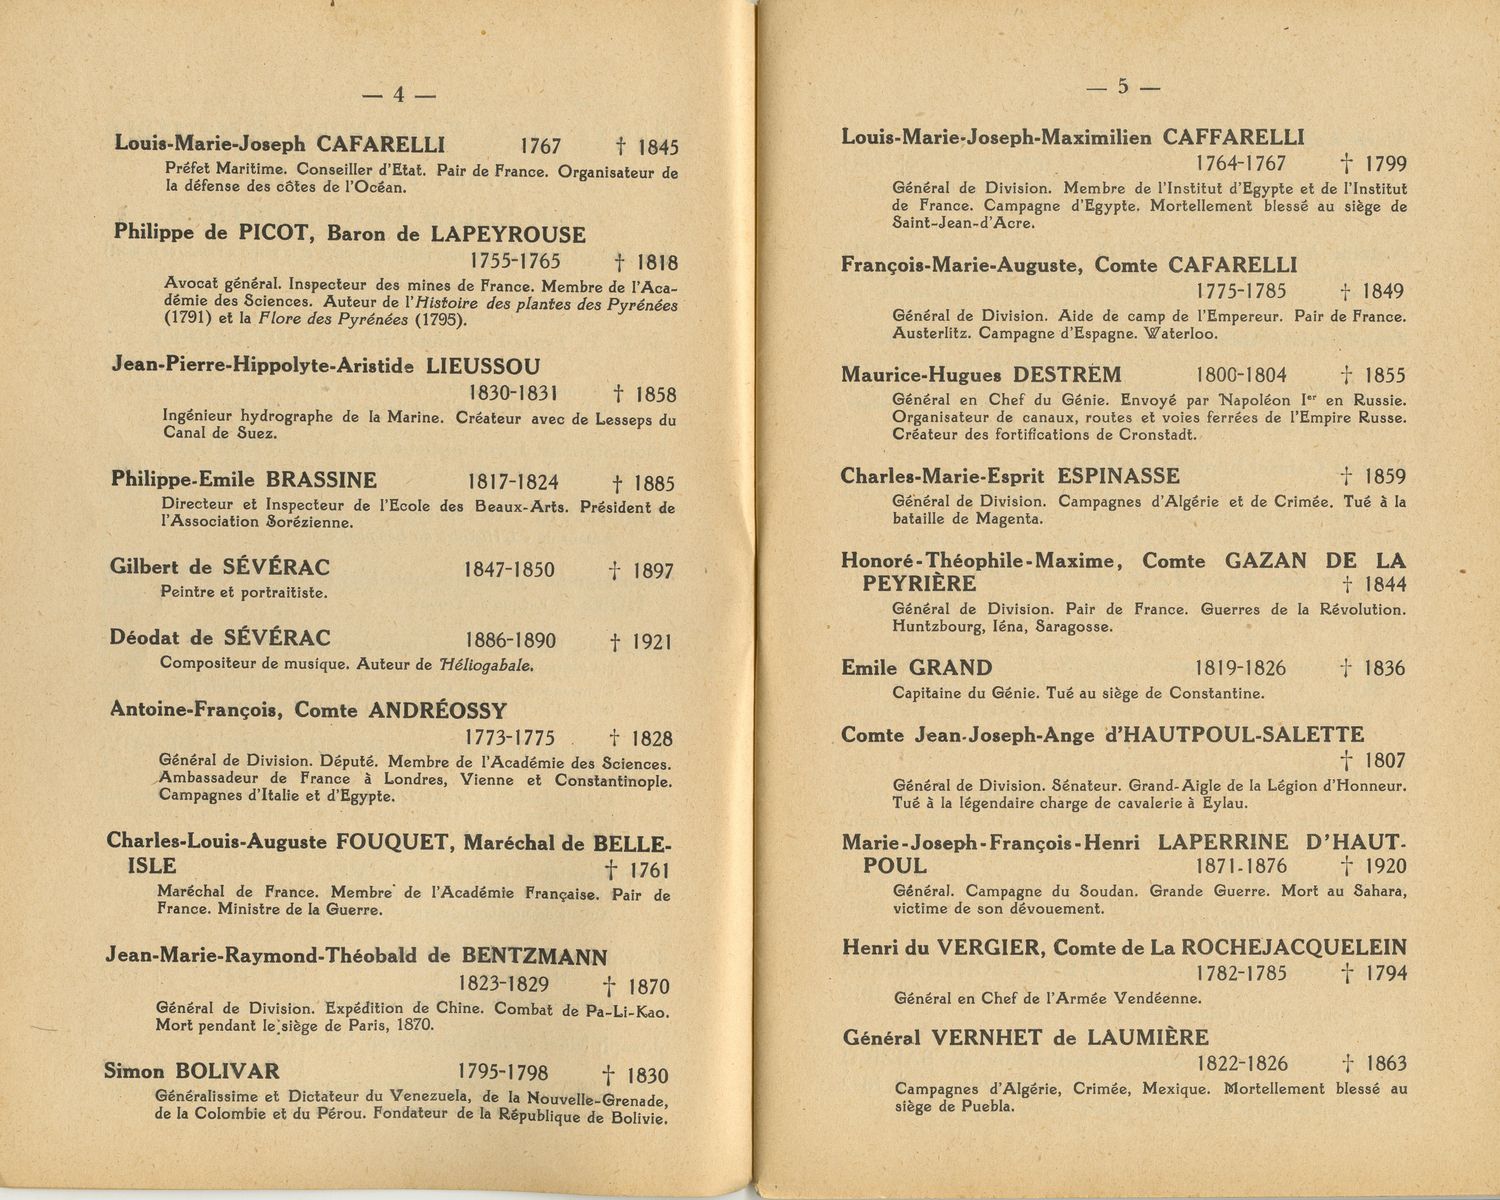 — 4 —
Louis-Marie-Joseph CAFARELLI 1767 † 1845
Préfet Maritime. Conseiller d'Etat. Pair de France. Organisateur de
la défense des côtes de l'Océan.
Philippe de PICOT, Baron de LAPEYROUSE
1755-1765 † 1818
Avocat général. Inspecteur des mines de France. Membre de l'Aca-
démie des Sciences. Auteur de l'Histoire des plantes des Pyrénées
(1791) et la Flore des Pyrénées (1795).
Jean-Pierre-Hippolyte-Aristide LIEUSSOU
1830-1831 † 1858
Ingénieur hydrographe de la Marine. Créateur avec de Lesseps du
Canal de Suez.
Philippe-Emile BRASSINE 1817-1824 † 1885
Directeur et Inspecteur de l'Ecole des Beaux-Arts. Président de
l'Association Sorézienne.
Gilbert de SÉVÉRAC 1847-1850 † 1897
Peintre et portraitiste.
Déodat de SÉVÉRAC 1886-1890 † 1921
Compositeur de musique. Auteur de Héliogabale.
Antoine-François, Comte ANDRÉOSSY
1773-1775 † 1828
Général de Division. Député. Membre de l'Académie des Sciences.
Ambassadeur de France à Londres, Vienne et Constantinople.
Campagnes d'Italie et d'Egypte.
Charles-Louis-Auguste FOUQUET, Maréchal de BELLE-
ISLE † 1761
Maréchal de France. Membre de l'Académie Française. Pair de
France. Ministre de la Guerre.
Jean-Marie-Raymond-Théobald de BENTZMANN
1823-1829 † 1870
Général de Division. Expédition de Chine. Combat de Pa-Li-Kao.
Mort pendant le siège de Paris, 1870.
Simon BOLIVAR 1795-1798 † 1830
Généralissime et Dictateur du Venezuela, de la Nouvelle-Grenade,
de la Colombie et du Pérou. Fondateur de la République de Bolivie.
— 5 —
Louis-Marie-Joseph-Maximilien CAFFARELLI
1764-1767 † 1799
Général de Division. Membre de l'Institut d'Egypte et de l'Institut
de France. Campagne d'Egypte. Mortellement blessé au siège de
Saint-Jean-d'Acre.
François-Marie-Auguste, Comte CAFARELLI
1775-1785 † 1849
Général de Division. Aide de camp de l'Empereur. Pair de France.
Austerlitz. Campagne d'Espagne. Waterloo.
Maurice-Hugues DESTREM 1800-1804 † 1855
Général en Chef du Génie. Envoyé par Napoléon Ier en Russie.
Organisateur de canaux, routes et voies ferrées de l'Empire Russe.
Créateur des fortifications de Cronstadt.
Charles-Marie-Esprit ESPINASSE † 1859
Général de Division. Campagnes d'Algérie et de Crimée. Tué à la
bataille de Magenta.
Honoré-Théophile-Maxime, Comte GAZAN DE LA
PEYRIÈRE † 1844
Général de Division. Pair de France. Guerres de la Révolution.
Huntzbourg, Iéna, Saragosse.
Emile GRAND 1819-1826 † 1836
Capitaine du Génie. Tué au siège de Constantine.
Comte Jean-Joseph-Ange d'HAUTPOUL-SALETTE
† 1807
Général de Division. Sénateur. Grand-Aigle de la Légion d'Honneur.
Tué à la légendaire charge de cavalerie à Eylau.
Marie-Joseph-François-Henri LAPERRINE D'HAUT-
POUL 1871-1876 † 1920
Général. Campagne du Soudan. Grande Guerre. Mort au Sahara,
victime de son dévouement.
Henri du VERGIER, Comte de La ROCHEJACQUELEIN
1782-1785 † 1794
Général en Chef de l'Armée Vendéenne.
Général VERNHET de LAUMIÈRE
1822-1826 † 1863
Campagnes d'Algérie, Crimée, Mexique. Mortellement blessé au
siège de Puebla.